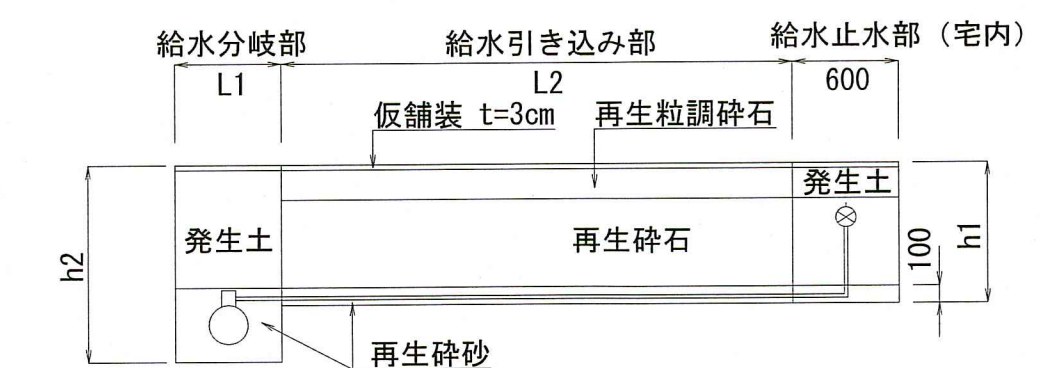 給水分岐部
給水引き込み部
給水止水部（宅内）
L1
L2
600
仮舗装 t=3cm
再生粒調砕石
発生土
発生土
再生砕石
h2
100
h1
再生砕砂